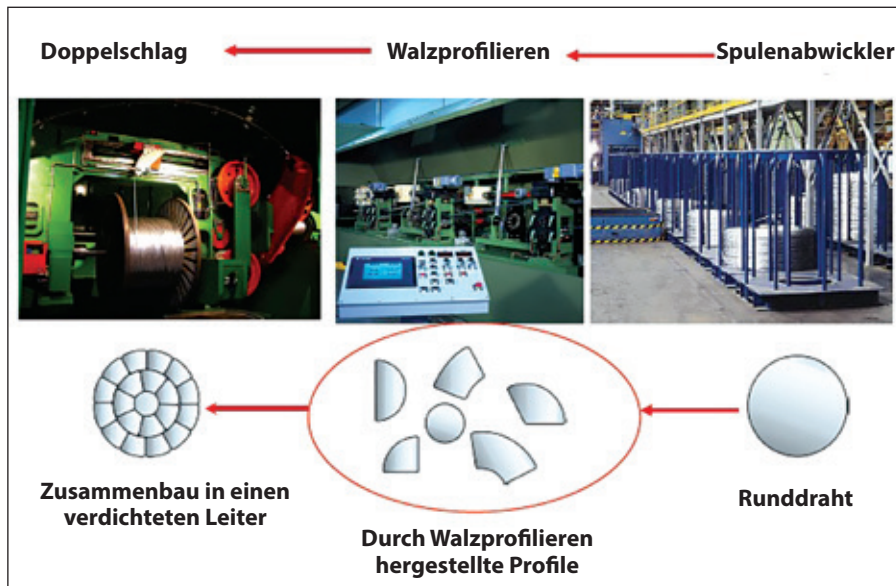 Doppelschlag
Walzprofilieren
Spulenabwickler
Zusammenbau in einen
verdichteten Leiter
Durch Walzprofilieren
hergestellte Profile
Runddraht